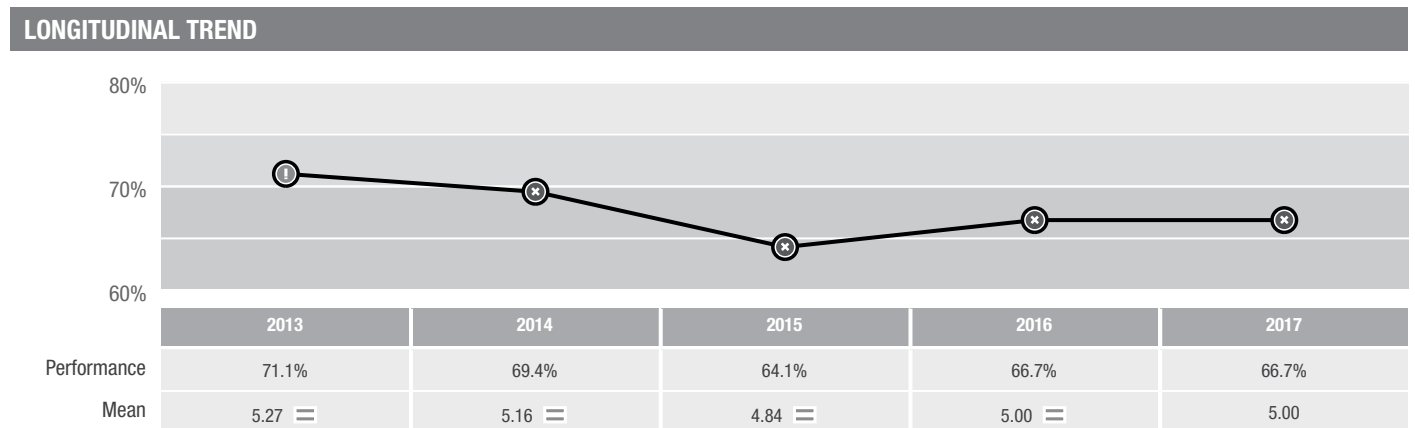 LONGITUDINAL TREND
80%
70%
60%
2013 2014 2015 2016 2017
Performance 71.1% 69.4% 64.1% 66.7% 66.7%
Mean 5.27 5.16 4.84 5.00 5.00